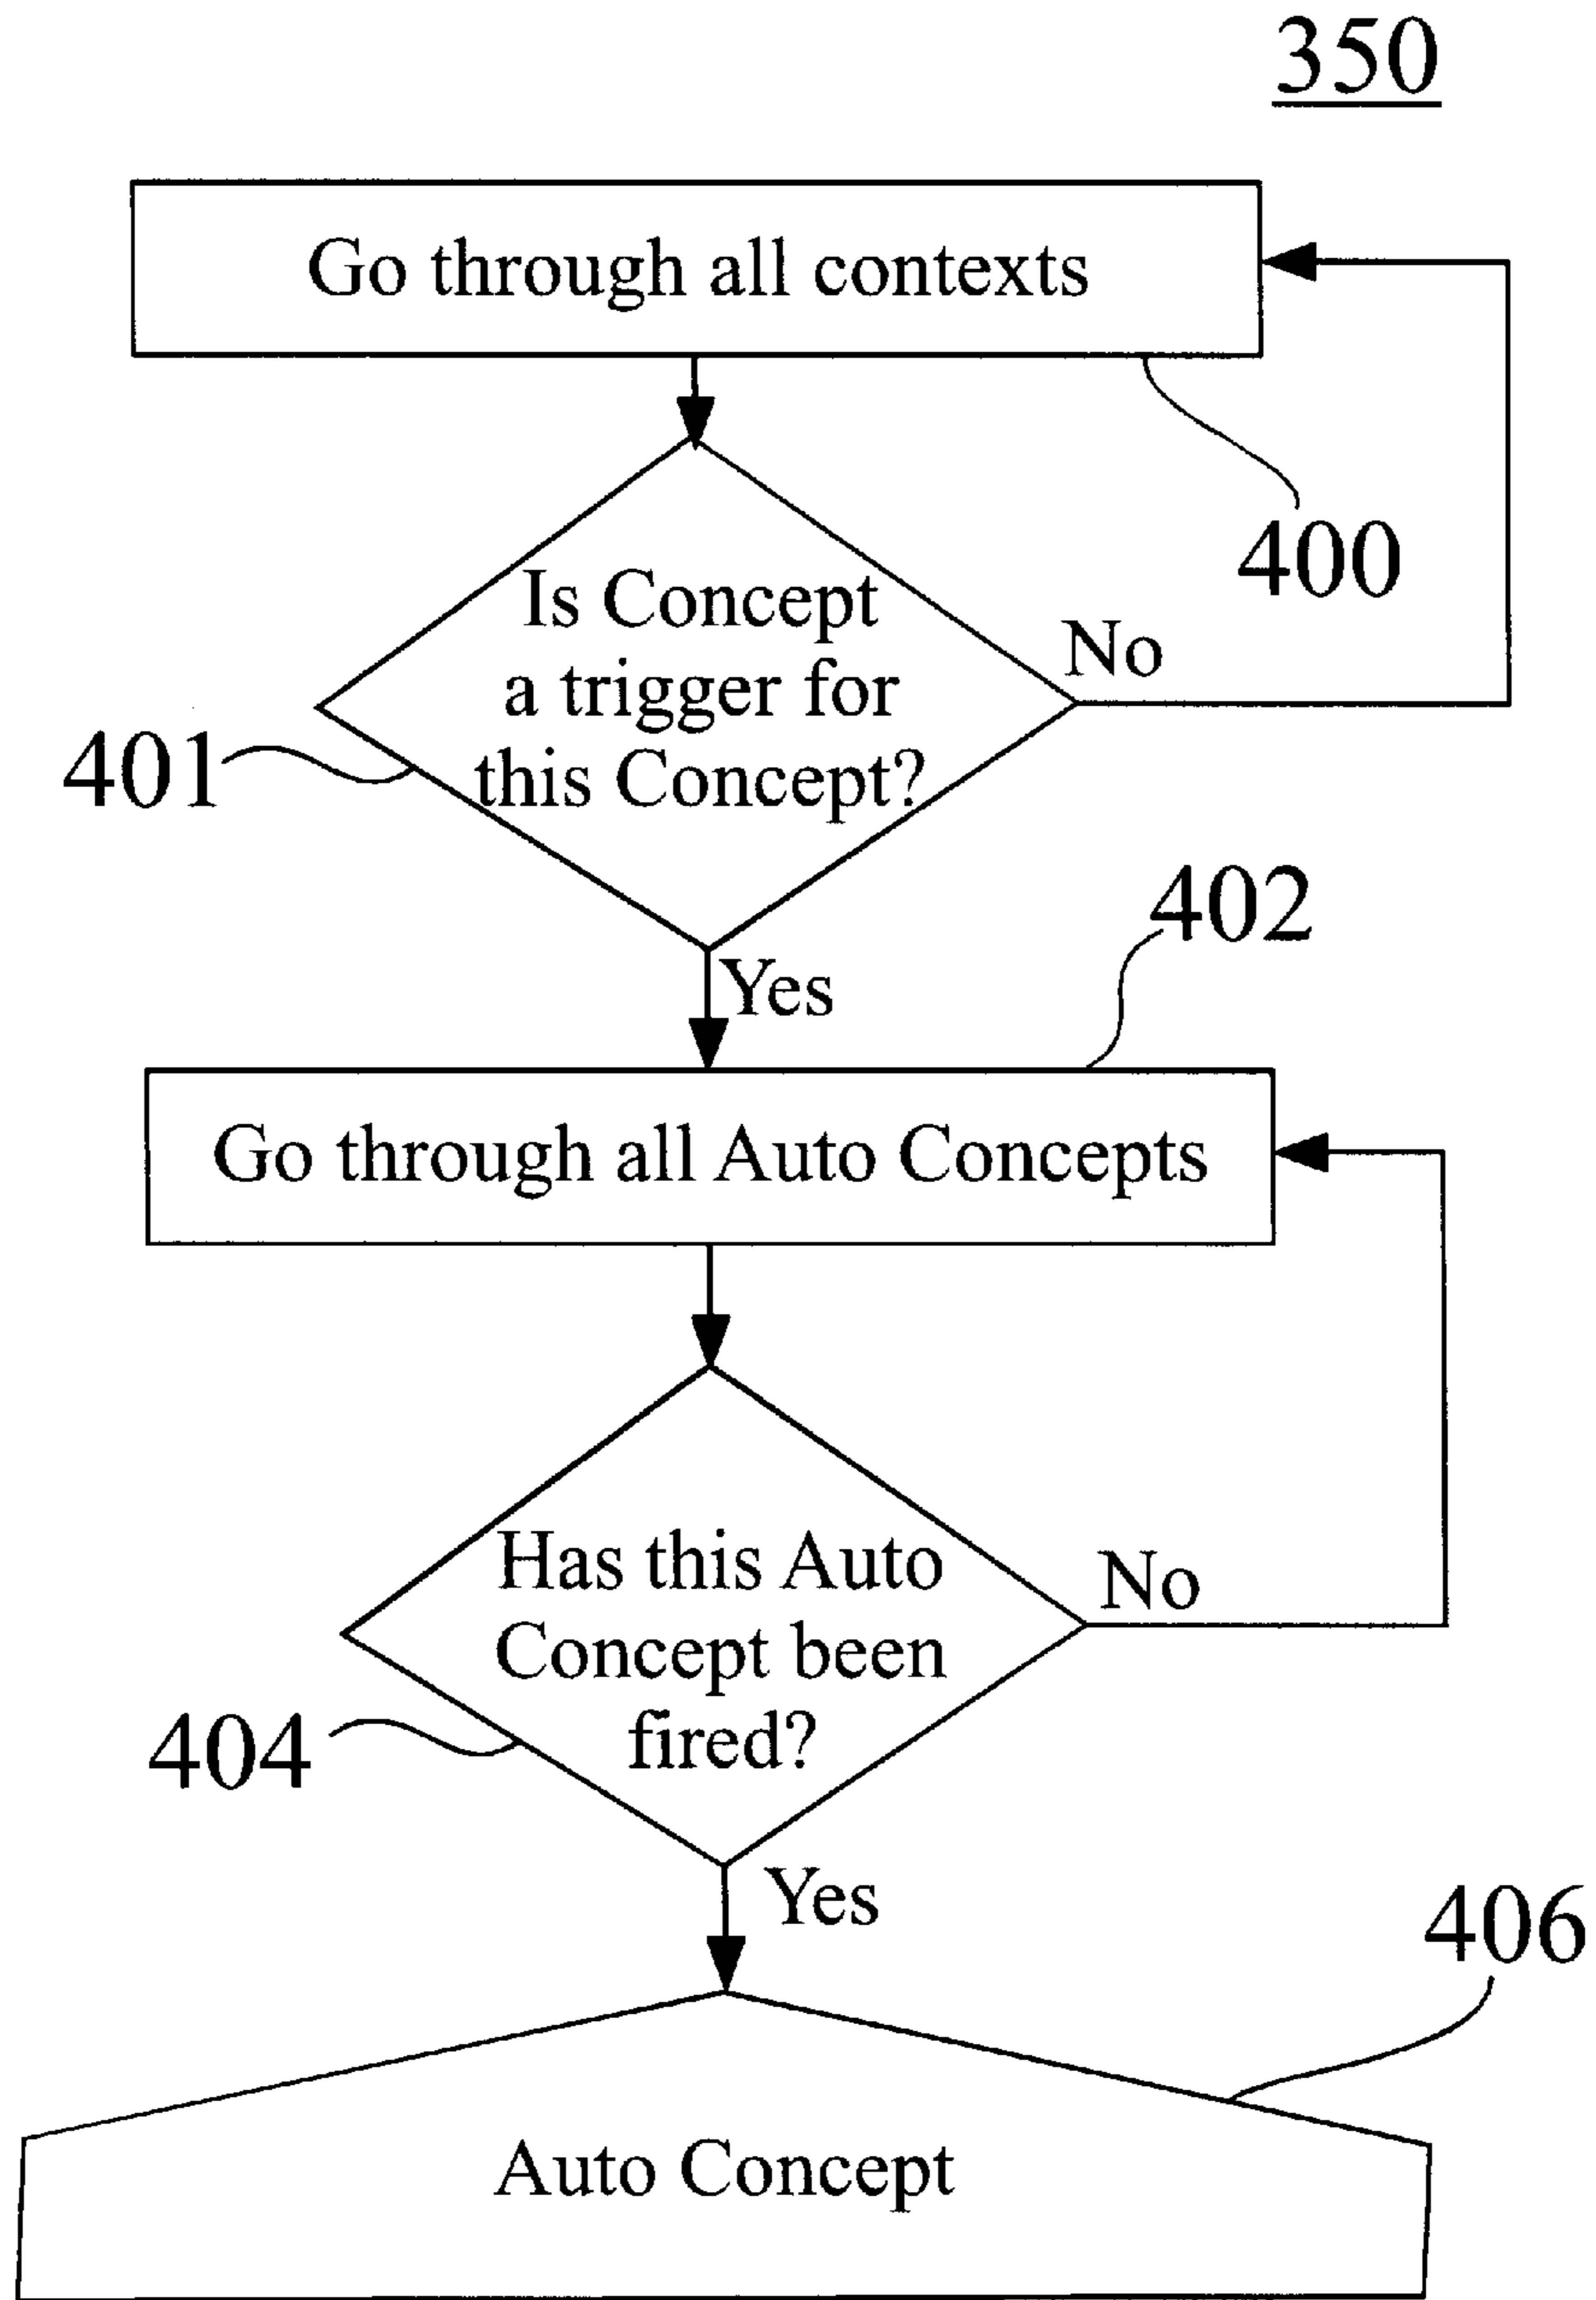 350
Go through all contexts
400
Is Concept
a trigger for
this Concept?
No
401
402
Yes
Go through all Auto Concepts
Has this Auto
Concept been
fired?
No
404
Yes
406
Auto Concept